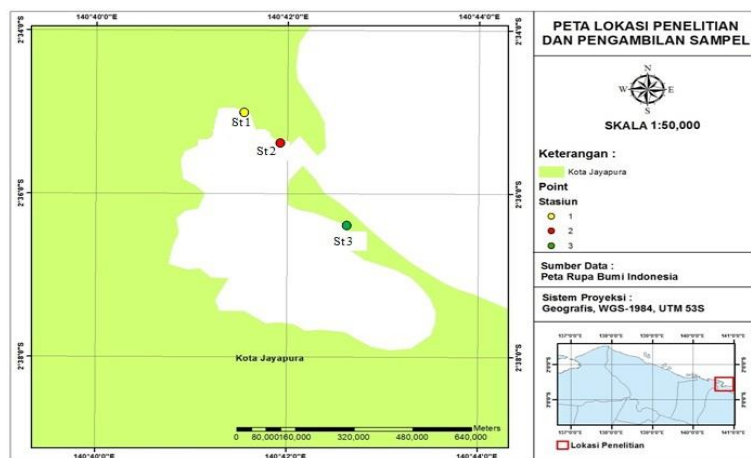 140°40'0"E 140°42'0"E 140°44'0"E
2°34'0"S
2°34'0"S
St1
St2
2°36'0"S
2°36'0"S
St3
2°38'0"S
2°38'0"S
Kota Jayapura
Meters
0 80,000 160,000 320,000 480,000 640,000
140°40'0"E 140°42'0"E 140°44'0"E
PETA LOKASI PENELITIAN
DAN PENGAMBILAN SAMPEL
N
W E
S
SKALA 1:50,000
Keterangan :
Kota Jayapura
Point
Stasiun
1
2
3
Sumber Data :
Peta Rupa Bumi Indonesia
Sistem Proyeksi :
Geografis, WGS-1984, UTM 53S
Lokasi Penelitian